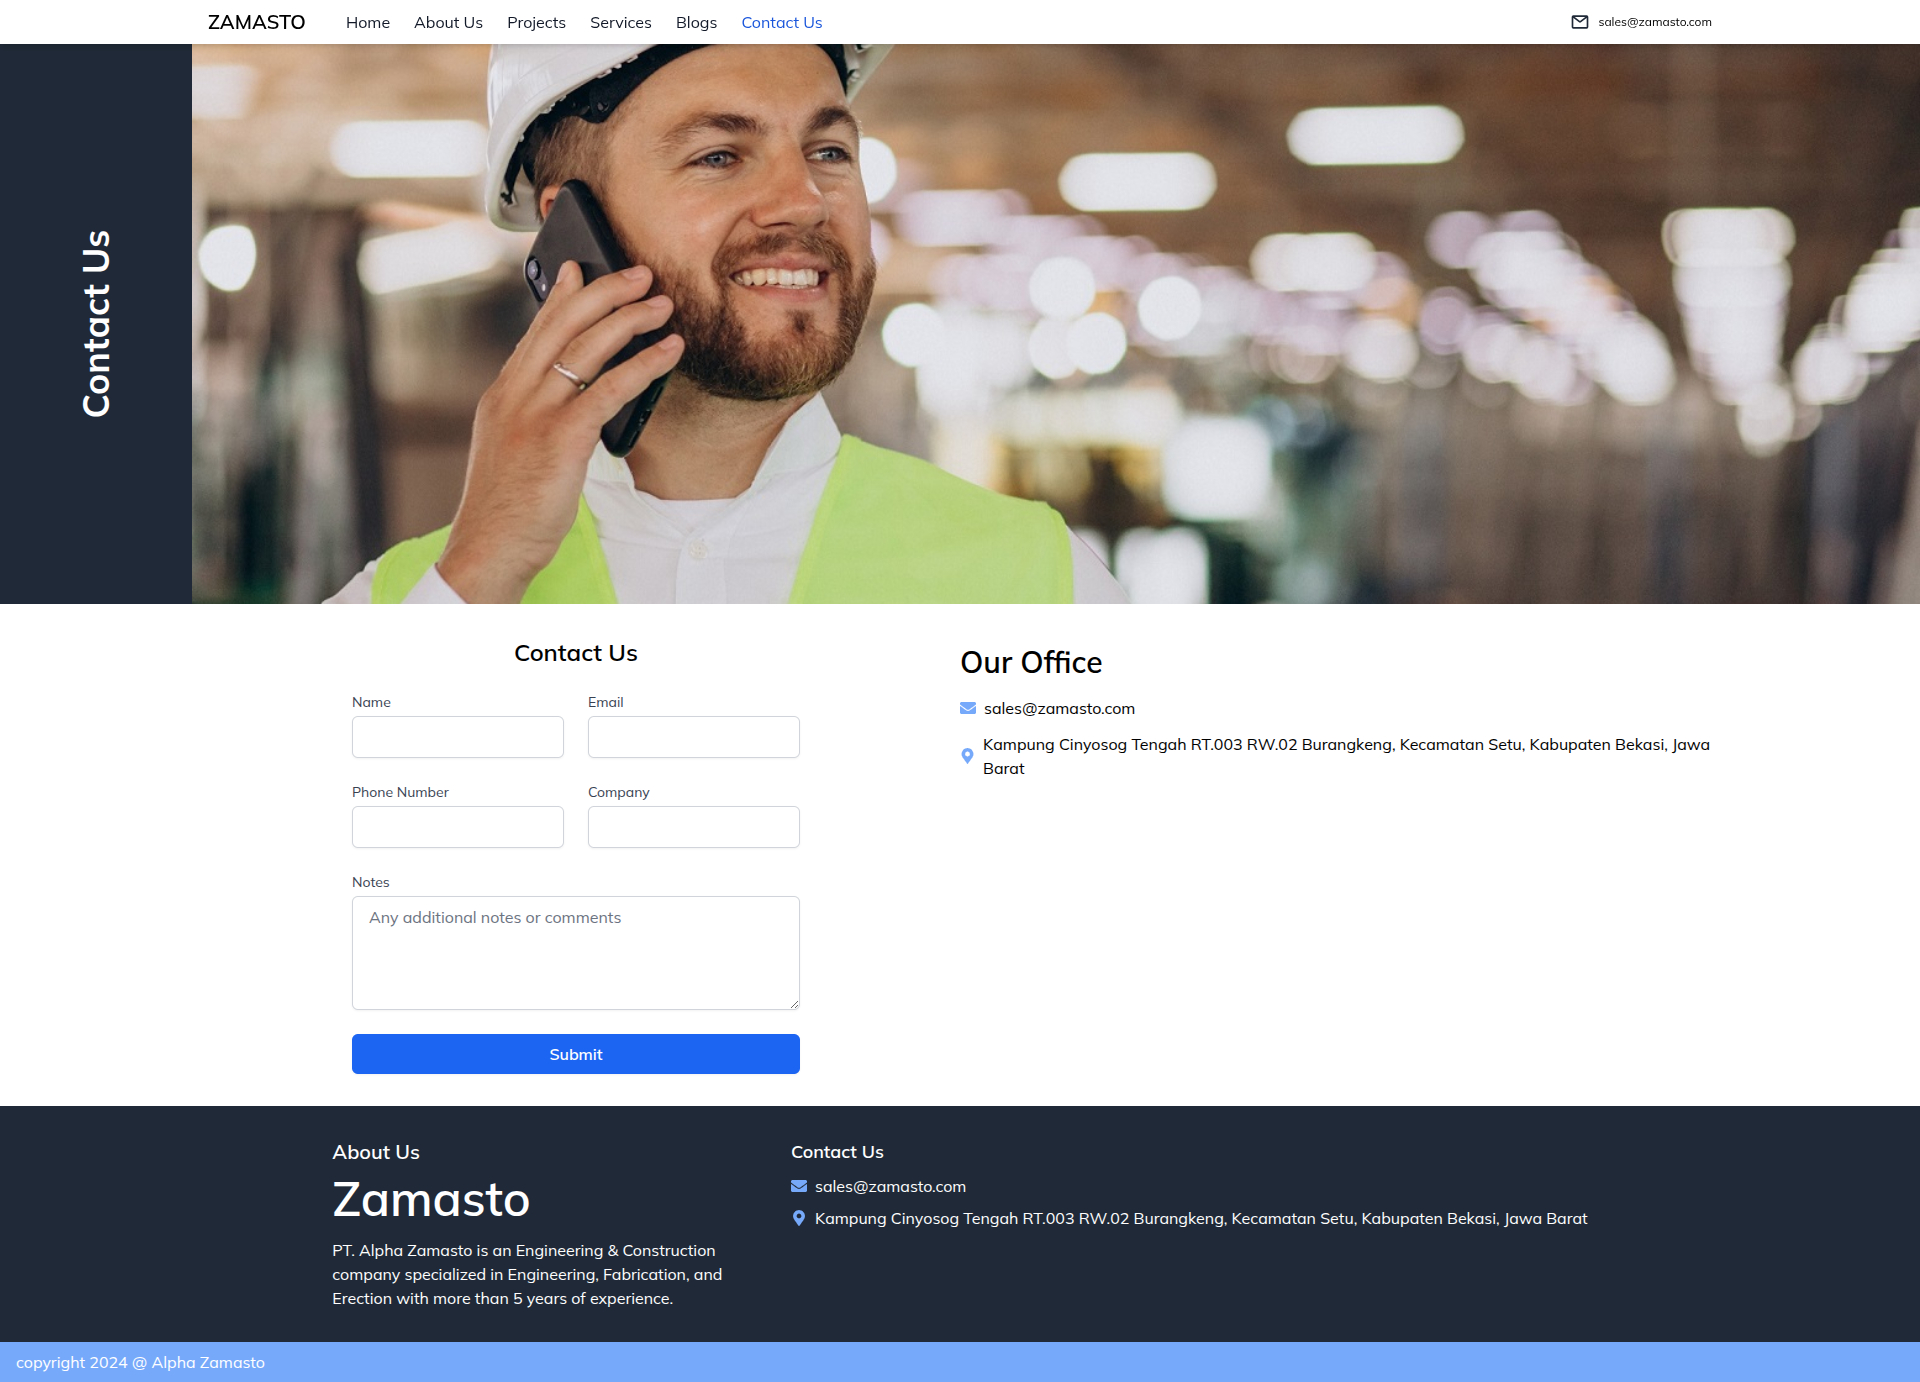 ZAMASTO
Home
About Us
Projects
Services
Blogs
Contact Us
sales@zamasto.com
Contact Us
Contact Us
Name
Email
Phone Number
Company
Notes
Any additional notes or comments
Submit
Our Office
sales@zamasto.com
Kampung Cinyosog Tengah RT.003 RW.02 Burangkeng, Kecamatan Setu, Kabupaten Bekasi, Jawa
Barat
About Us
Zamasto
PT. Alpha Zamasto is an Engineering & Construction
company specialized in Engineering, Fabrication, and
Erection with more than 5 years of experience.
Contact Us
sales@zamasto.com
Kampung Cinyosog Tengah RT.003 RW.02 Burangkeng, Kecamatan Setu, Kabupaten Bekasi, Jawa Barat
copyright 2024 @ Alpha Zamasto